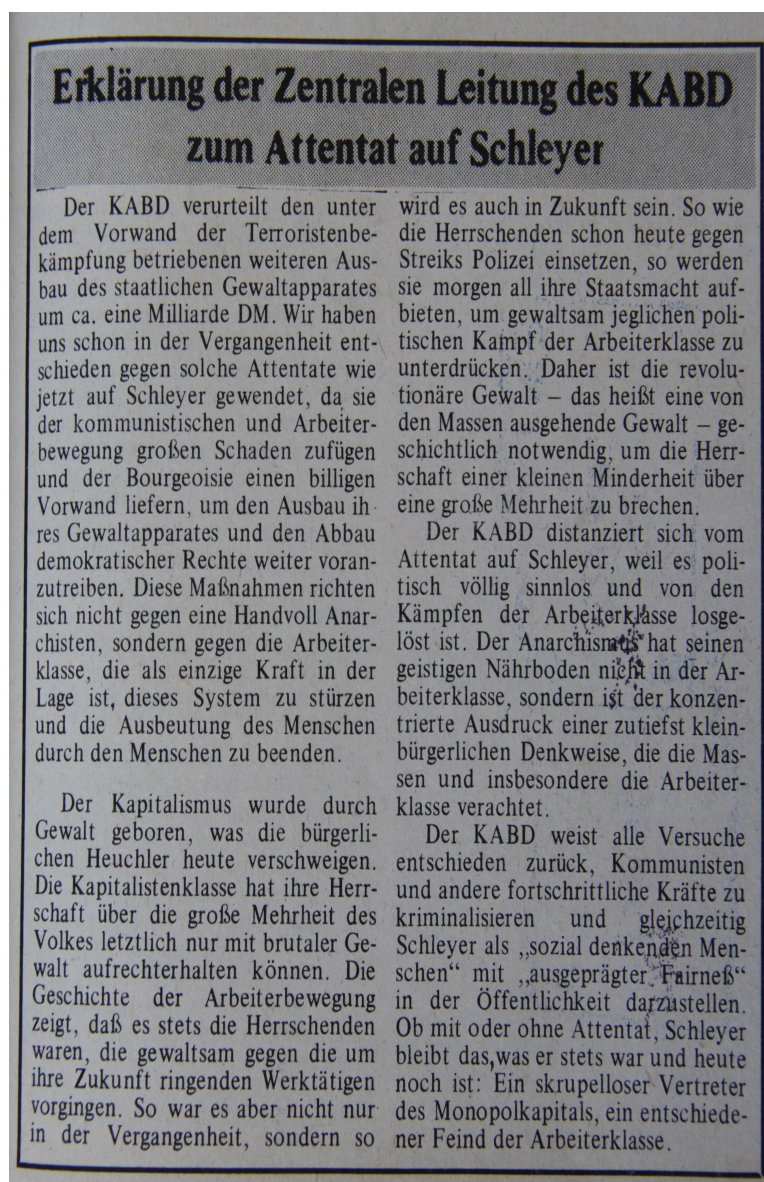 Erklärung der Zentralen Leitung des KABD
zum Attentat auf Schleyer
Der KABD verurteilt den unter
dem Vorwand der Terroristenbe-
kämpfung betriebenen weiteren Aus-
bau des staatlichen Gewaltapparates
um ca. eine Milliarde DM. Wir haben
uns schon in der Vergangenheit ent-
schieden gegen solche Attentate wie
jetzt auf Schleyer gewendet, da sie
der kommunistischen und Arbeiter-
bewegung großen Schaden zufügen
und der Bourgeoisie einen billigen
Vorwand liefern, um den Ausbau ih-
res Gewaltapparates und den Abbau
demokratischer Rechte weiter voran-
zutreiben. Diese Maßnahmen richten
sich nicht gegen eine Handvoll Anar-
chisten, sondern gegen die Arbeiter-
klasse, die als einzige Kraft in der
Lage ist, dieses System zu stürzen
und die Ausbeutung des Menschen
durch den Menschen zu beenden.
Der Kapitalismus wurde durch
Gewalt geboren, was die bürgerli-
chen Heuchler heute verschweigen.
Die Kapitalistenklasse hat ihre Herr-
schaft über die große Mehrheit des
Volkes letztlich nur mit brutaler Ge-
walt aufrechterhalten können. Die
Geschichte der Arbeiterbewegung
zeigt, daß es stets die Herrschenden
waren, die gewaltsam gegen die um
ihre Zukunft ringenden Werktätigen
vorgingen. So war es aber nicht nur
in der Vergangenheit, sondern so
wird es auch in Zukunft sein. So wie
die Herrschenden schon heute gegen
Streiks Polizei einsetzen, so werden
sie morgen all ihre Staatsmacht auf-
bieten, um gewaltsam jeglichen poli-
tischen Kampf der Arbeiterklasse zu
unterdrücken. Daher ist die revolu-
tionäre Gewalt – das heißt eine von
den Massen ausgehende Gewalt – ge-
schichtlich notwendig, um die Herr-
schaft einer kleinen Minderheit über
eine große Mehrheit zu brechen.
Der KABD distanziert sich vom
Attentat auf Schleyer, weil es poli-
tisch völlig sinnlos und von den
Kämpfen der Arbeiterklasse losge-
löst ist. Der Anarchismus hat seinen
geistigen Nährboden nicht in der Ar-
beiterklasse, sondern ist der konzen-
trierte Ausdruck einer zutiefst klein-
bürgerlichen Denkweise, die die Mas-
sen und insbesondere die Arbeiter-
klasse verachtet.
Der KABD weist alle Versuche
entschieden zurück, Kommunisten
und andere fortschrittliche Kräfte zu
kriminalisieren und gleichzeitig
Schleyer als „sozial denkenden Men-
schen“ mit „ausgeprägter Fairneß“
in der Öffentlichkeit darzustellen.
Ob mit oder ohne Attentat, Schleyer
bleibt das, was er stets war und heute
noch ist: Ein skrupelloser Vertreter
des Monopolkapitals, ein entschiede-
ner Feind der Arbeiterklasse.